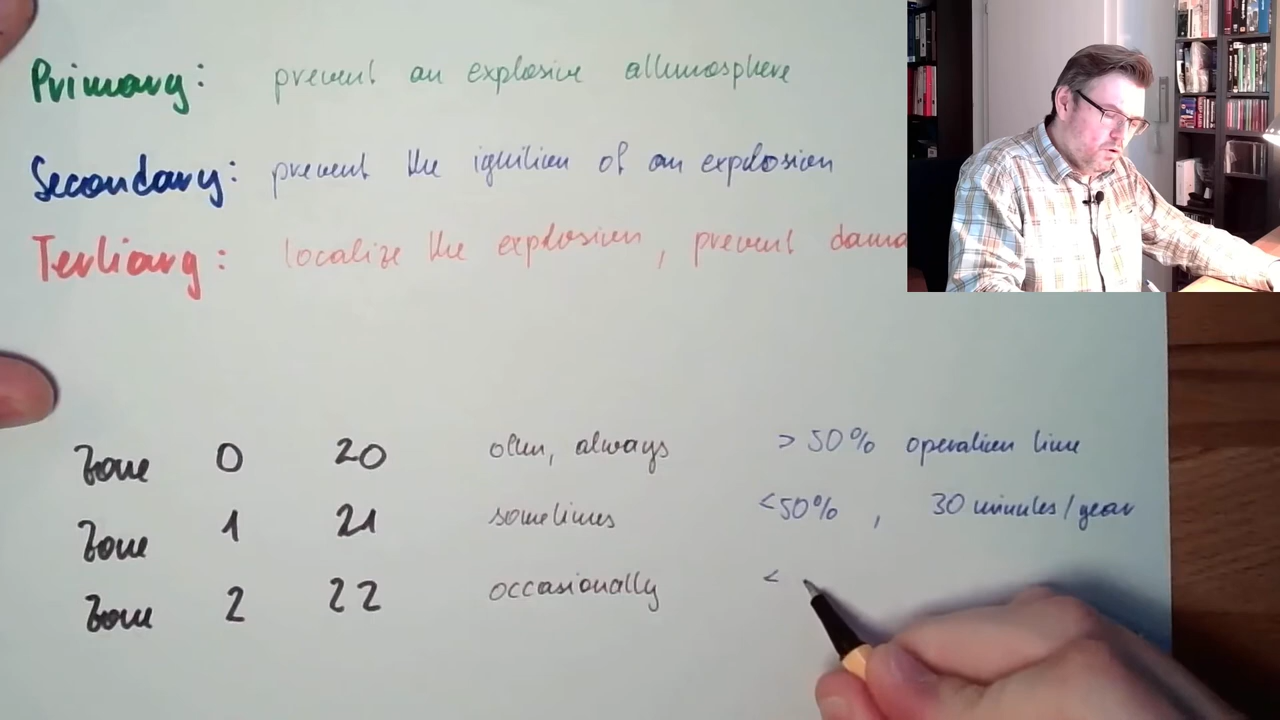 Primary: prevent an explosive athmosphere
Secondary: prevent the ignition of an explosion
Tertiary: localize the explosion, prevent dama
Zone 0 20 often, always > 50% operation time
Zone 1 21 sometimes <50%, 30 minutes/year
Zone 2 22 occasionally <